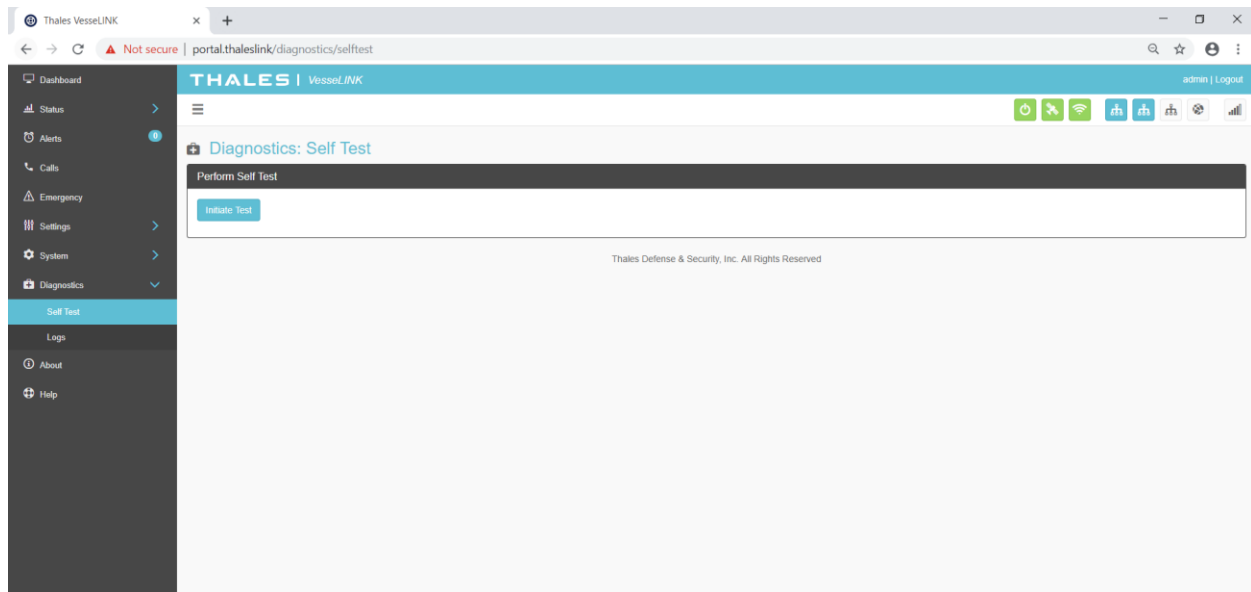 Thales VesseLINK
Not secure | portal.thaleslink/diagnostics/selftest
Dashboard
THALES | VesseLINK
admin | Logout
Status
Alerts
0
Calls
Emergency
Settings
System
Diagnostics
Self Test
Logs
About
Help
Diagnostics: Self Test
Perform Self Test
Initiate Test
Thales Defense & Security, Inc. All Rights Reserved